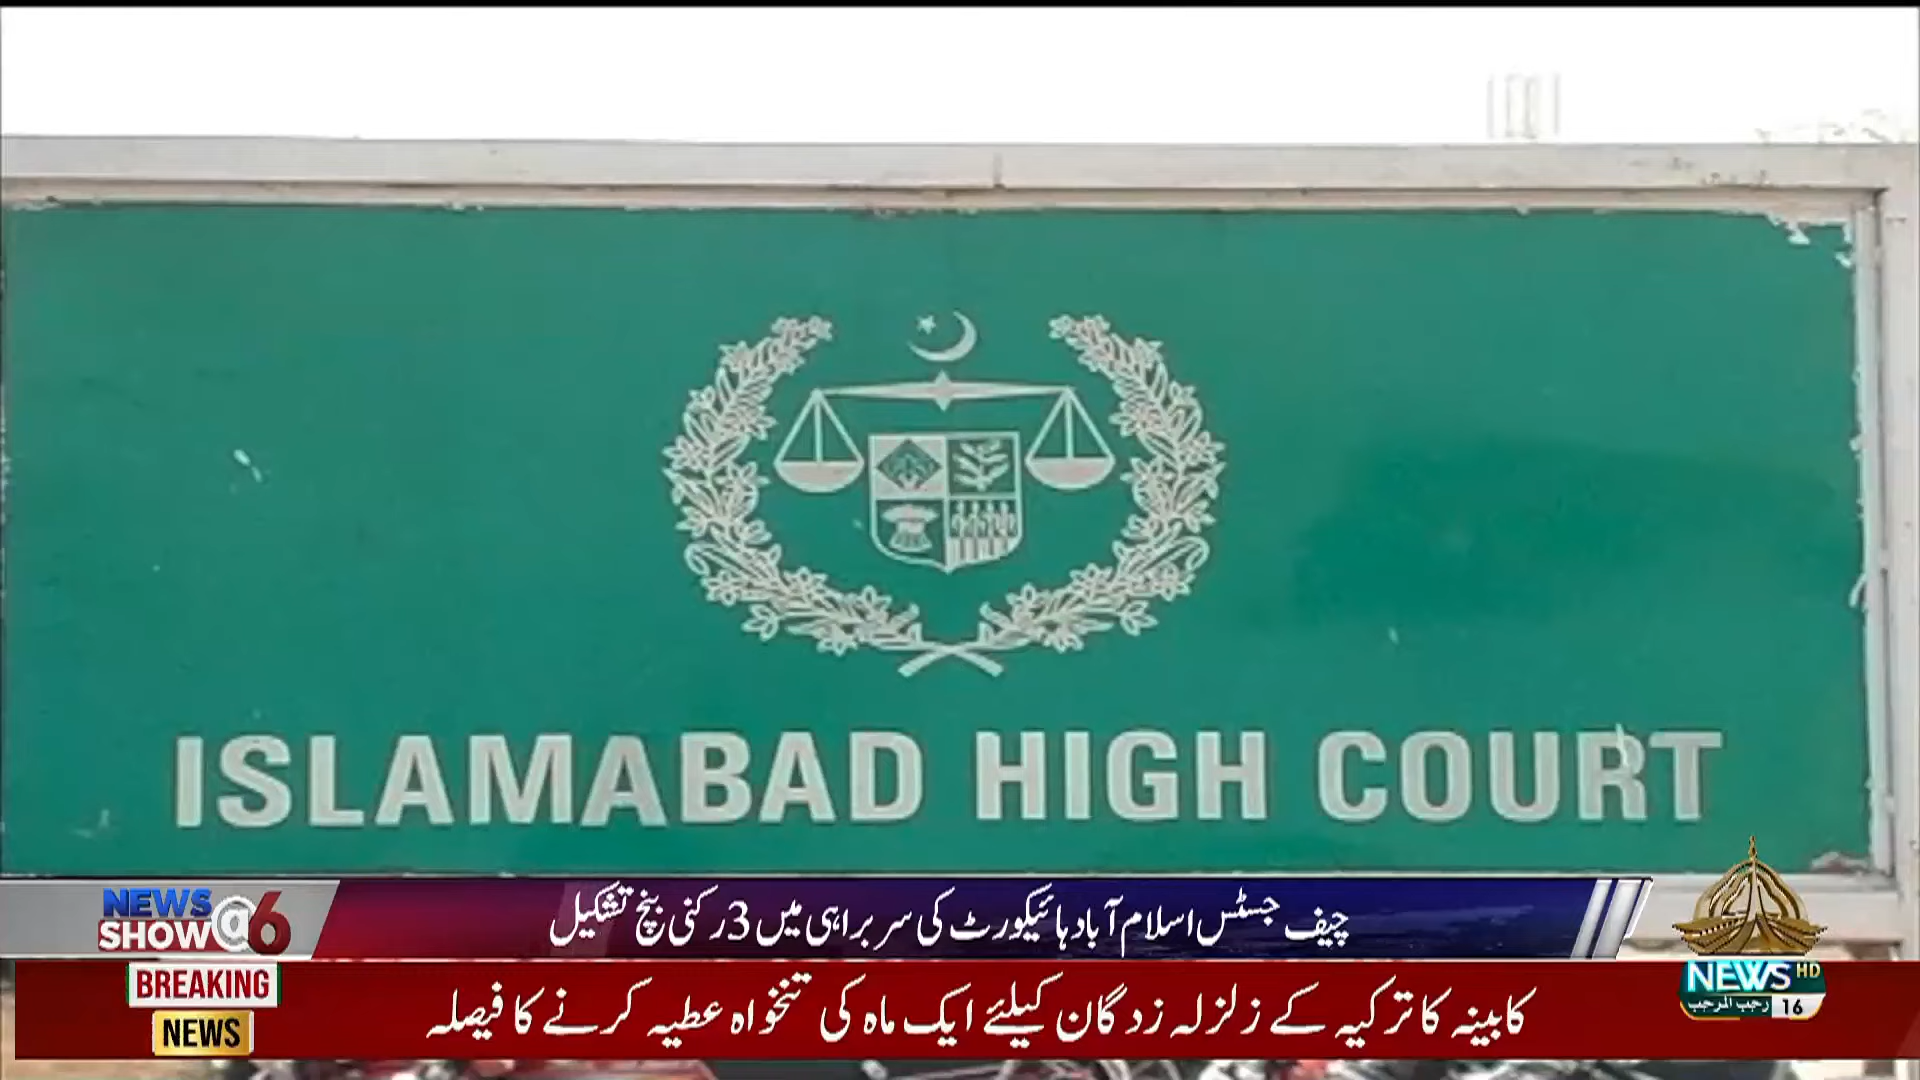 ISLAMABAD HIGH COURT
NEWS
SHOW@6
چیف جسٹس اسلام آباد ہائیکورٹ کی سربراہی میں 3 رکنی بنچ تشکیل
BREAKING
NEWS
کابینہ کا ترکیہ کے زلزلہ زدگان کیلئے ایک ماہ کی تنخواہ عطیہ کرنے کا فیصلہ
NEWS HD
رجب المرجب 16